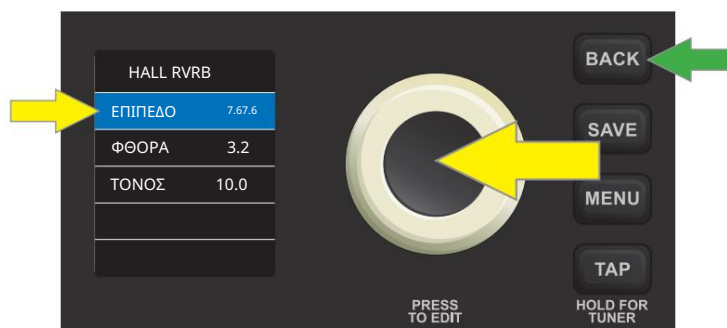 HALL RVRB
ΕΠΙΠΕΔΟ 7.67.6
ΦΘΟΡΑ 3.2
ΤΟΝΟΣ 10.0
BACK
SAVE
MENU
TAP
PRESS
TO EDIT
HOLD FOR
TUNER